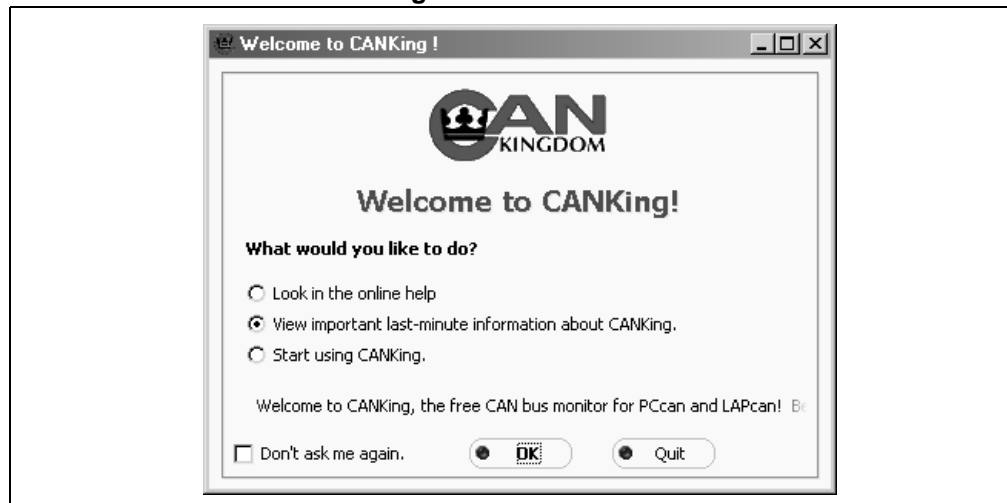 Welcome to CANKing !
CAN
KINGDOM
Welcome to CANKing!
What would you like to do?
Look in the online help
View important last-minute information about CANKing.
Start using CANKing.
Welcome to CANKing, the free CAN bus monitor for PCcan and LAPcan!
Don't ask me again.
OK
Quit